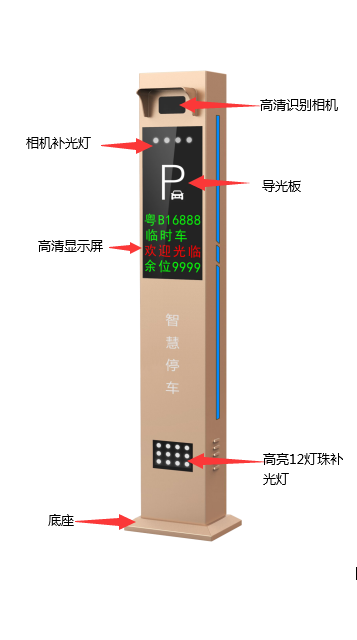 高清识别相机
相机补光灯
P
导光板
粤B16888
临时车
高清显示屏
欢迎光临
余位9999
智
慧
停
车
高亮12灯珠补
光灯
底座